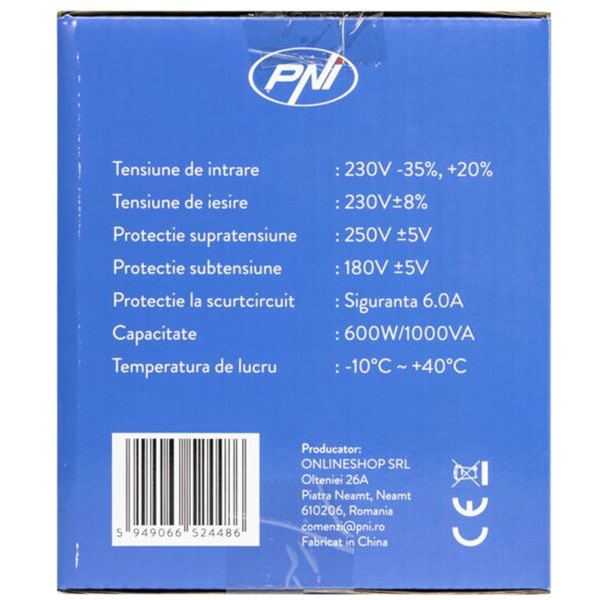 PNI
Tensiune de intrare : 230V -35%, +20%
Tensiune de iesire : 230V±8%
Protectie supratensiune : 250V ±5V
Protectie subtensiune : 180V ±5V
Protectie la scurtcircuit : Siguranta 6.0A
Capacitate : 600W/1000VA
Temperatura de lucru : -10°C ~ +40°C
5 949066 524486
Producator:
ONLINESHOP SRL
Olteniei 26A
Piatra Neamt, Neamt
610206, Romania
comenzi@pni.ro
Fabricat in China
CE